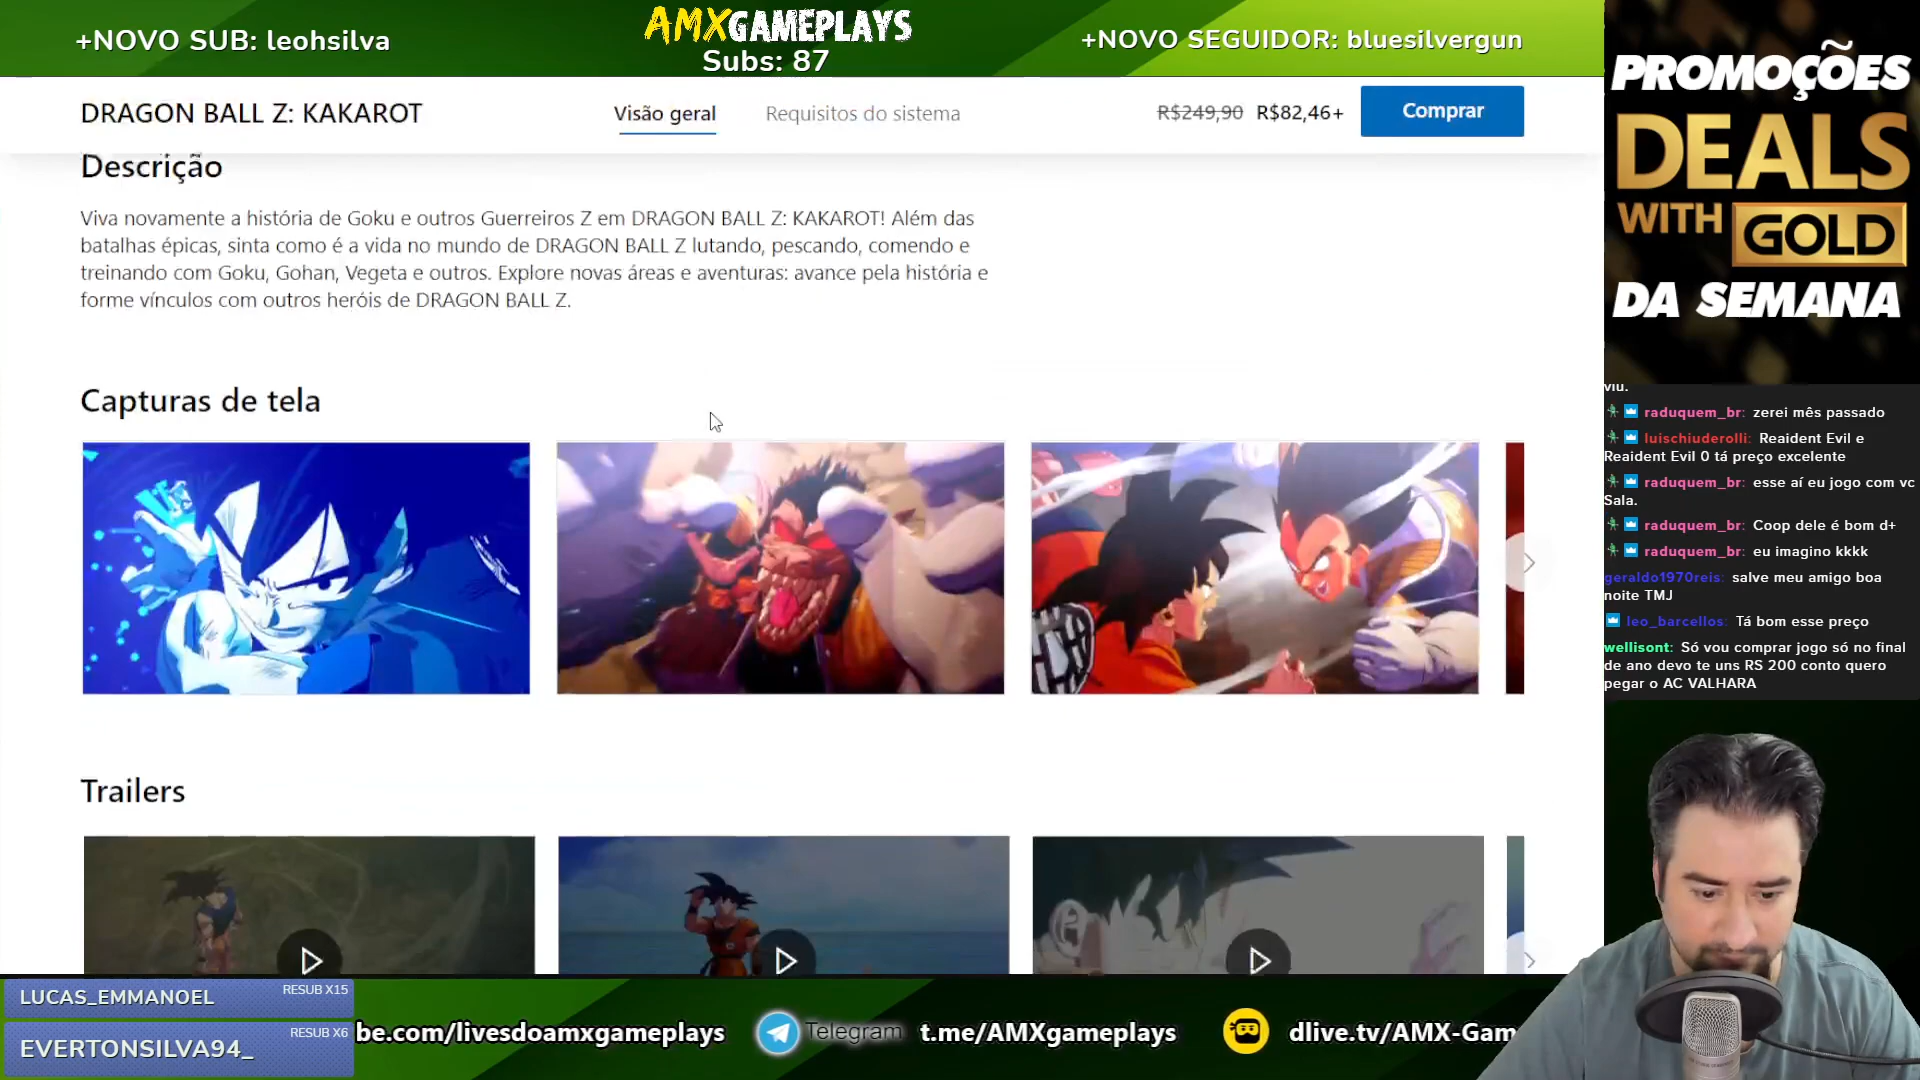 +NOVO SUB: leohsilva
AMXGAMEPLAYS
Subs: 87
+NOVO SEGUIDOR: bluesilvergun
DRAGON BALL Z: KAKAROT
Visão geral
Requisitos do sistema
R$249,90 R$82,46+
Comprar
Descrição
Viva novamente a história de Goku e outros Guerreiros Z em DRAGON BALL Z: KAKAROT! Além das
batalhas épicas, sinta como é a vida no mundo de DRAGON BALL Z lutando, pescando, comendo e
treinando com Goku, Gohan, Vegeta e outros. Explore novas áreas e aventuras: avance pela história e
forme vínculos com outros heróis de DRAGON BALL Z.
Capturas de tela
Trailers
PROMOÇÕES
DEALS
WITH GOLD
DA SEMANA
viu.
raduquem_br: zerei mês passado
luischiuderolli: Reaident Evil e
Reaident Evil 0 tá preço excelente
raduquem_br: esse aí eu jogo com vc
Sala.
raduquem_br: Coop dele é bom d+
raduquem_br: eu imagino kkkk
geraldo1970reis: salve meu amigo boa
noite TMJ
leo_barcellos: Tá bom esse preço
wellisont: Só vou comprar jogo só no final
de ano devo te uns RS 200 conto quero
pegar o AC VALHARA
LUCAS_EMMANOEL
RESUB X15
EVERTONSILVA94_
RESUB X6
be.com/livesdoamxgameplays
Telegram
t.me/AMXgameplays
dlive.tv/AMX-Gam